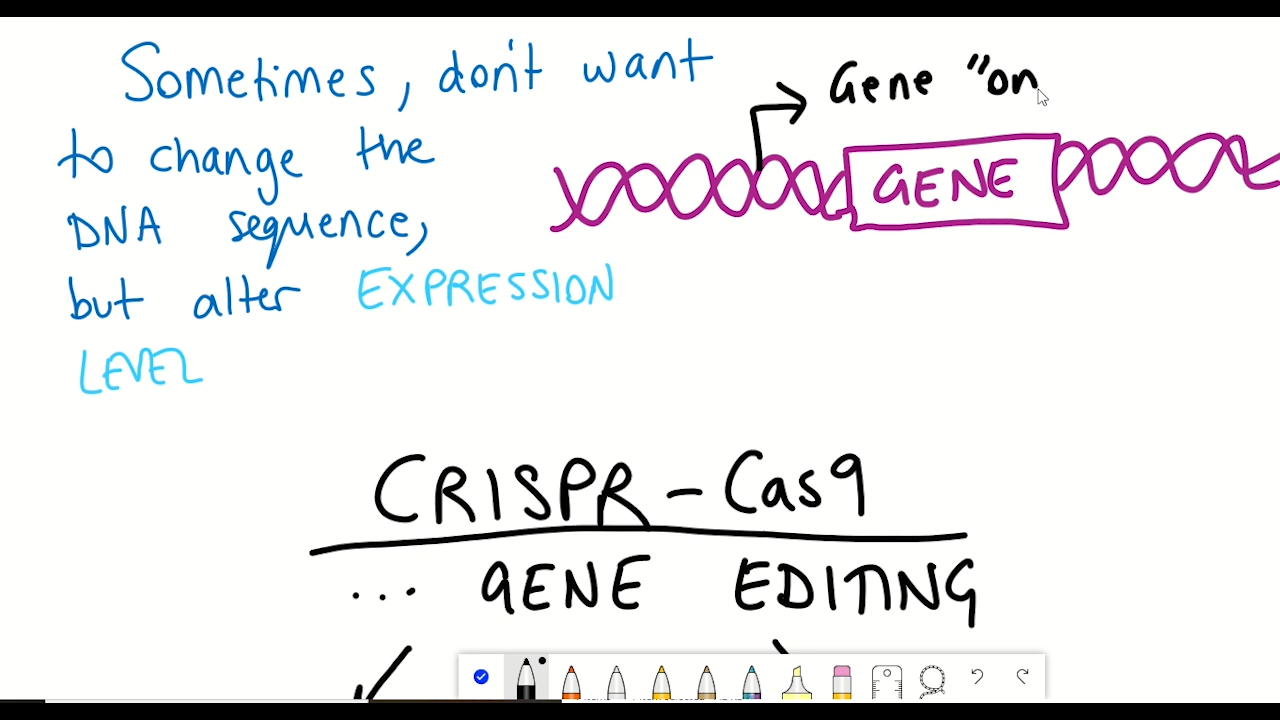 Sometimes, don't want
to change the
DNA sequence,
but alter EXPRESSION
LEVEL
Gene "on
GENE
CRISPR - Cas9
... GENE EDITING